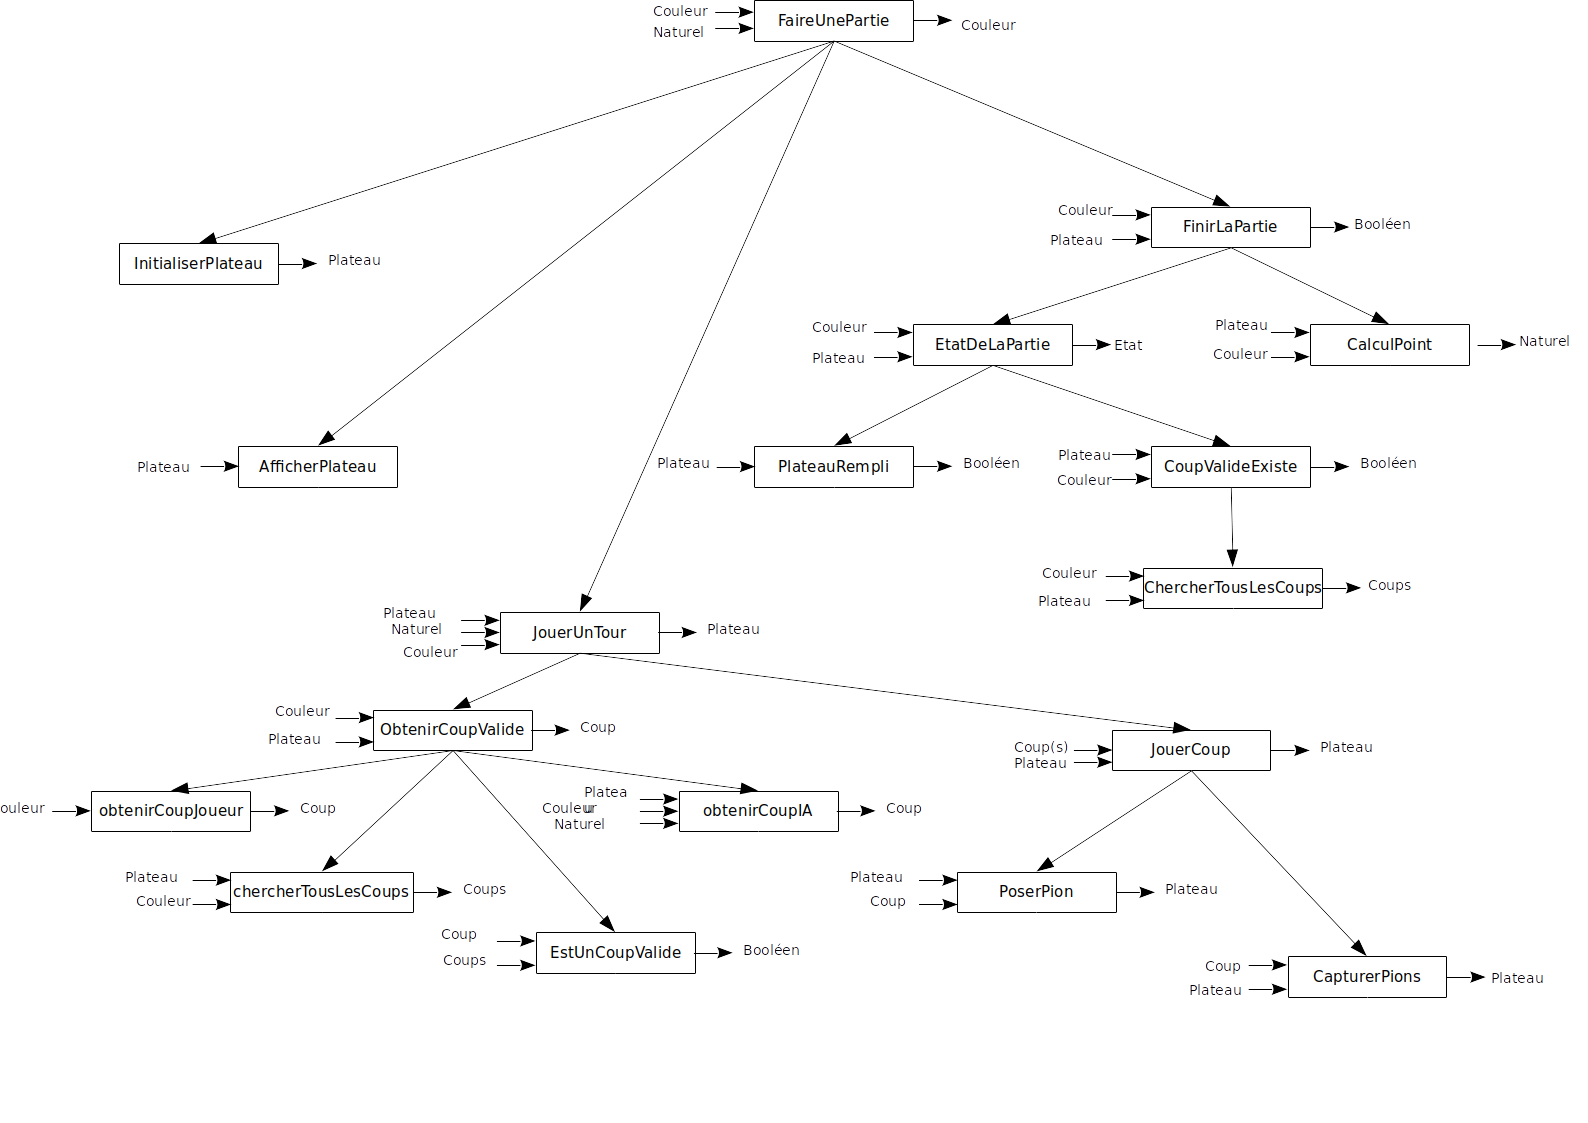 Couleur
Naturel
FaireUnePartie
Couleur
Couleur
Plateau
FinirLaPartie
Booléen
InitialiserPlateau
Plateau
Couleur
Plateau
EtatDeLaPartie
Etat
Plateau
Couleur
CalculPoint
Naturel
Plateau
AfficherPlateau
Plateau
PlateauRempli
Booléen
Plateau
Couleur
CoupValideExiste
Booléen
Couleur
Plateau
ChercherTousLesCoups
Coups
Plateau
Naturel
Couleur
JouerUnTour
Plateau
Couleur
Plateau
ObtenirCoupValide
Coup
Coup(s)
Plateau
JouerCoup
Plateau
ouleur
obtenirCoupJoueur
Coup
Platea
u
Couleur
Naturel
obtenirCoupIA
Coup
Plateau
Couleur
chercherTousLesCoups
Coups
Plateau
Coup
PoserPion
Plateau
Coup
Coups
EstUnCoupValide
Booléen
Coup
Plateau
CapturerPions
Plateau